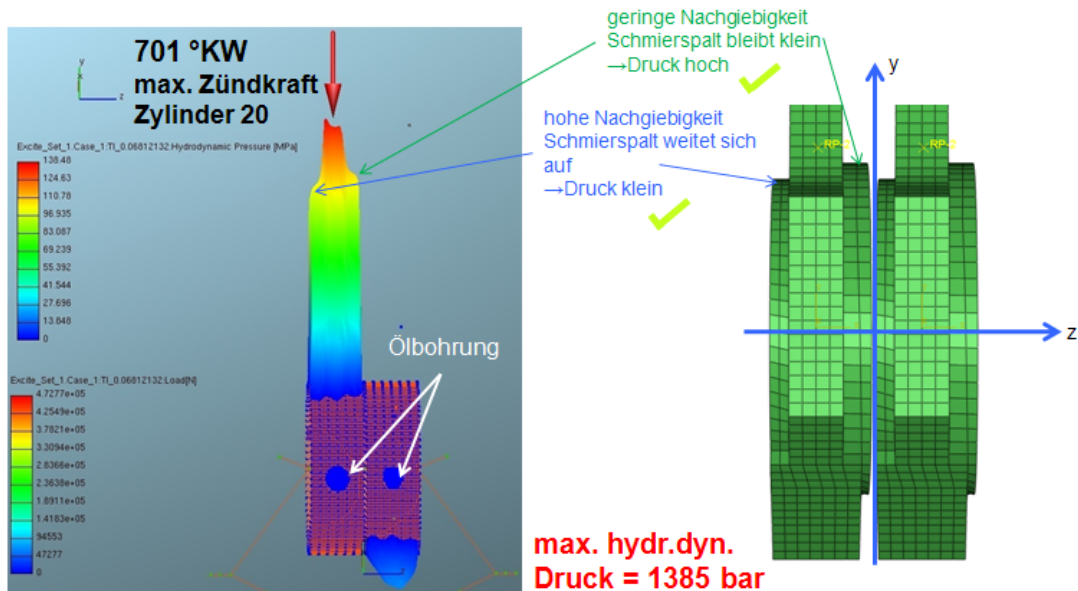 701 °KW
max. Zündkraft
Zylinder 20
y
z
Excite_Set_1.Case_1:TI_0.06812132:Hydrodynamic Pressure [MPa]
138.48
124.63
110.78
96.935
83.087
69.239
55.392
41.544
27.696
13.848
0
Excite_Set_1.Case_1:TI_0.06812132:Load[N]
4.7277e+05
4.2549e+05
3.7821e+05
3.3094e+05
2.8366e+05
2.3638e+05
1.8911e+05
1.4183e+05
94553
47277
0
Ölbohrung
geringe Nachgiebigkeit
Schmierspalt bleibt klein
→Druck hoch
hohe Nachgiebigkeit
Schmierspalt weitet sich
auf
→Druck klein
max. hydr.dyn.
Druck = 1385 bar
y
RP-2
RP-2
z